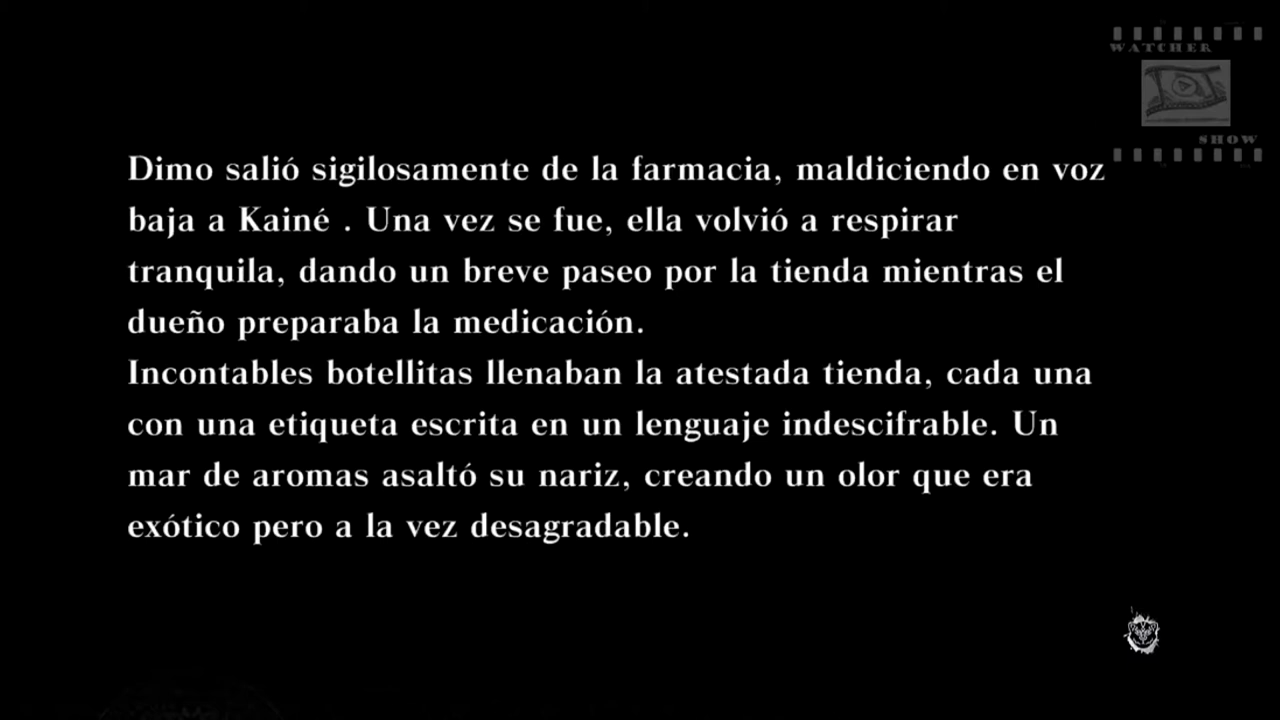 WATCHER
SHOW
Dimo salió sigilosamente de la farmacia, maldiciendo en voz
baja a Kainé . Una vez se fue, ella volvió a respirar
tranquila, dando un breve paseo por la tienda mientras el
dueño preparaba la medicación.
Incontables botellitas llenaban la atestada tienda, cada una
con una etiqueta escrita en un lenguaje indescifrable. Un
mar de aromas asaltó su nariz, creando un olor que era
exótico pero a la vez desagradable.